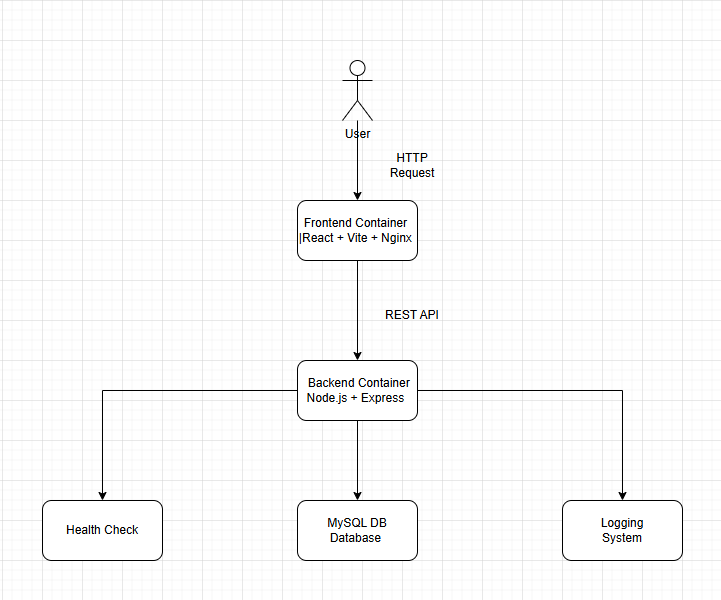 User
HTTP
Request
Frontend Container
|React + Vite + Nginx
REST API
Backend Container
Node.js + Express
Health Check
MySQL DB
Database
Logging
System